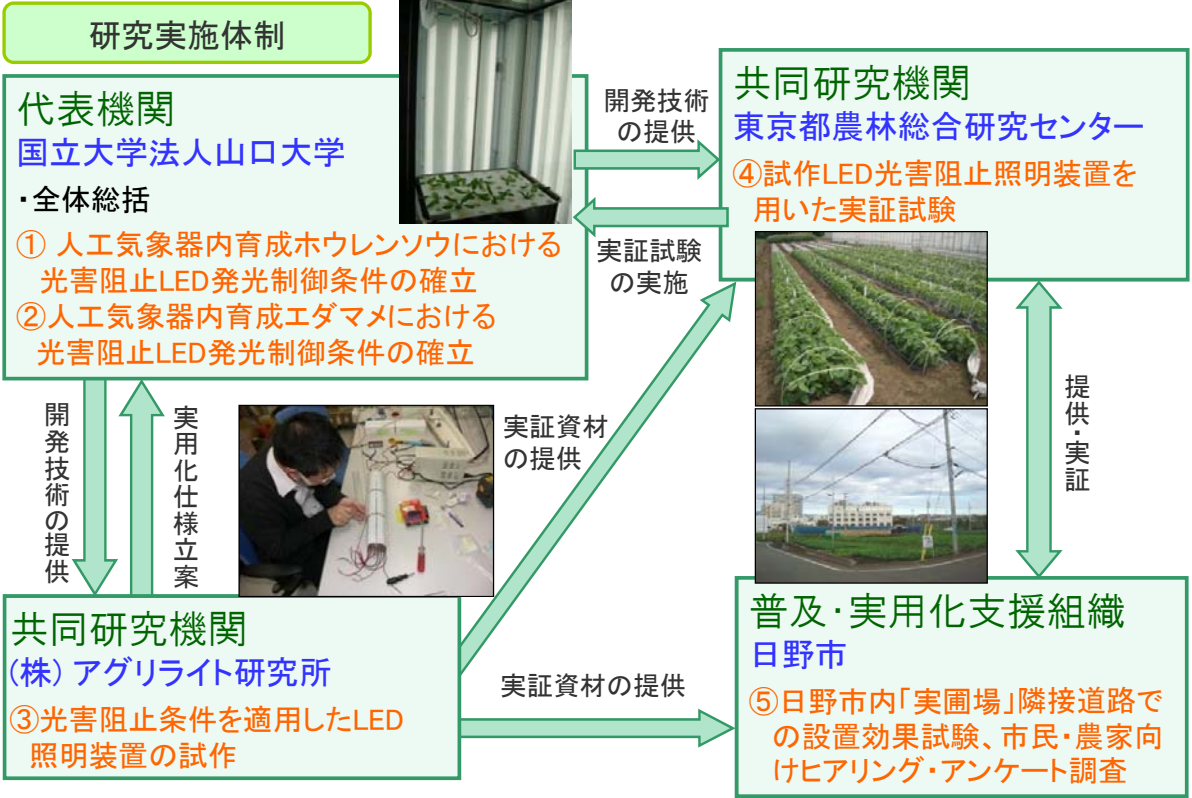 研究実施体制
代表機関
国立大学法人山口大学
・全体総括
① 人工気象器内育成ホウレンソウにおける
光害阻止LED発光制御条件の確立
②人工気象器内育成エダマメにおける
光害阻止LED発光制御条件の確立
開発技術
の提供
実証試験
の実施
共同研究機関
東京都農林総合研究センター
④試作LED光害阻止照明装置を
用いた実証試験
開発技術の提供
実用化仕様立案
実証資材
の提供
提供・実証
共同研究機関
(株) アグリライト研究所
③光害阻止条件を適用したLED
照明装置の試作
実証資材の提供
普及・実用化支援組織
日野市
⑤日野市内「実圃場」隣接道路で
の設置効果試験、市民・農家向
けヒアリング・アンケート調査